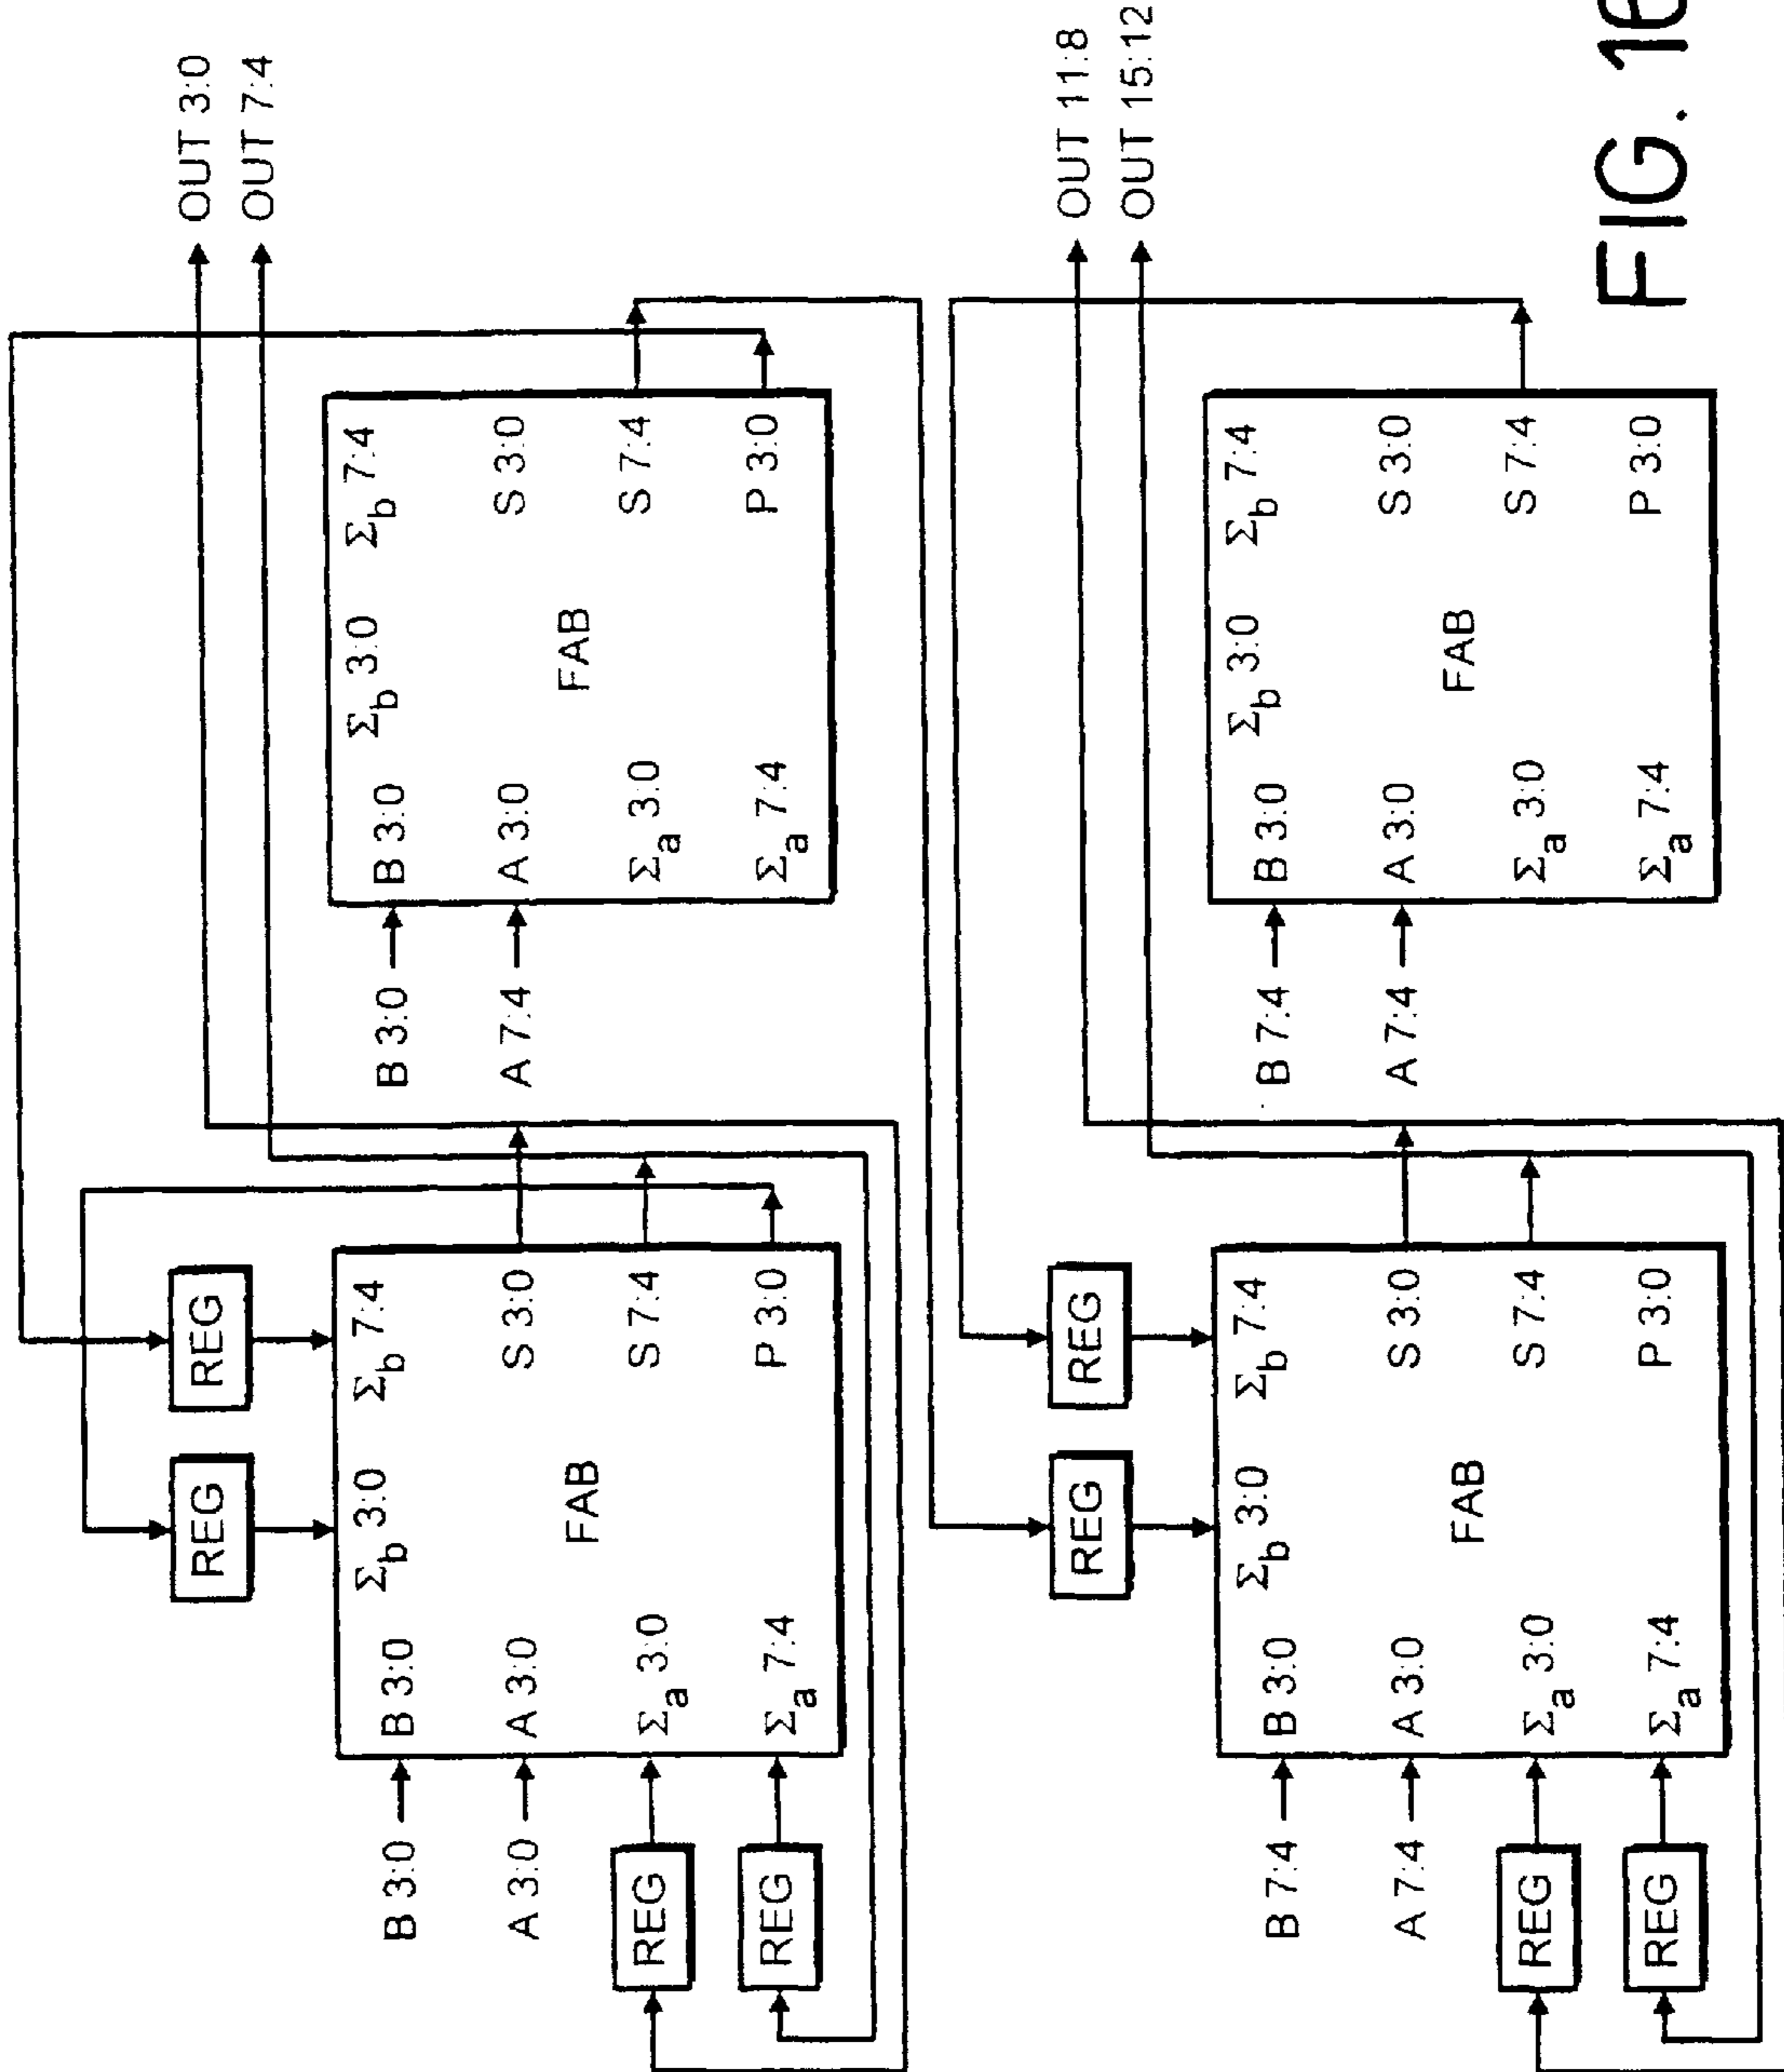 REG REG OUT 3:0
OUT 7:4
B 3:0 B 3:0 Σb 3:0 Σb 7:4 B 3:0 B 3:0 Σb 3:0 Σb 7:4
A 3:0 A 3:0 S 3:0 A 7:4 A 3:0 S 3:0
FAB FAB
REG Σa 3:0 S 7:4 Σa 3:0 S 7:4
REG Σa 7:4 P 3:0 Σa 7:4 P 3:0
REG REG OUT 11:8
OUT 15:12
B 7:4 B 3:0 Σb 3:0 Σb 7:4 B 7:4 B 3:0 Σb 3:0 Σb 7:4
A 7:4 A 3:0 S 3:0 A 7:4 A 3:0 S 3:0
FAB FAB
REG Σa 3:0 S 7:4 Σa 3:0 S 7:4
REG Σa 7:4 P 3:0 Σa 7:4 P 3:0
FIG. 16